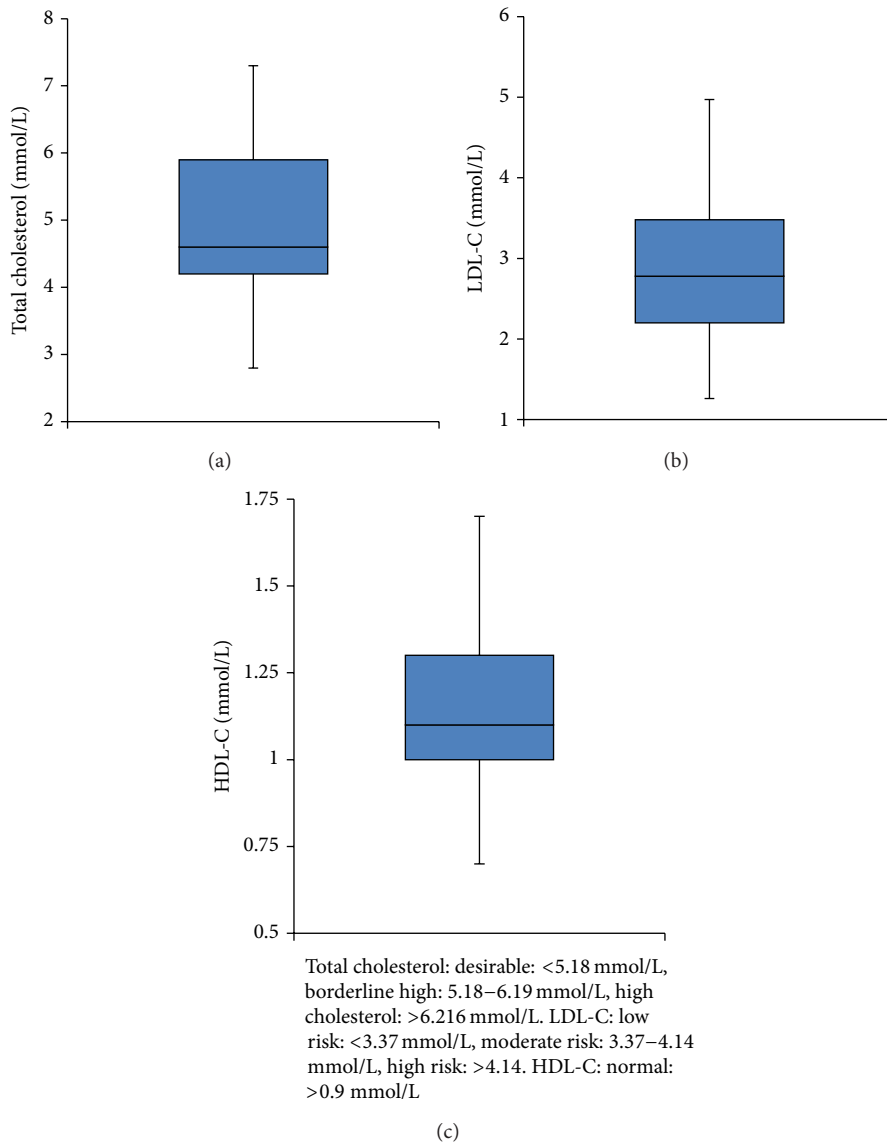 8
7
6
5
4
3
2
Total cholesterol (mmol/L)
(a)
6
5
4
3
2
1
LDL-C (mmol/L)
(b)
1.75
1.5
1.25
1
0.75
0.5
HDL-C (mmol/L)
Total cholesterol: desirable: <5.18 mmol/L,
borderline high: 5.18–6.19 mmol/L, high
cholesterol: >6.216 mmol/L. LDL-C: low
risk: <3.37 mmol/L, moderate risk: 3.37–4.14
mmol/L, high risk: >4.14. HDL-C: normal:
>0.9 mmol/L
(c)